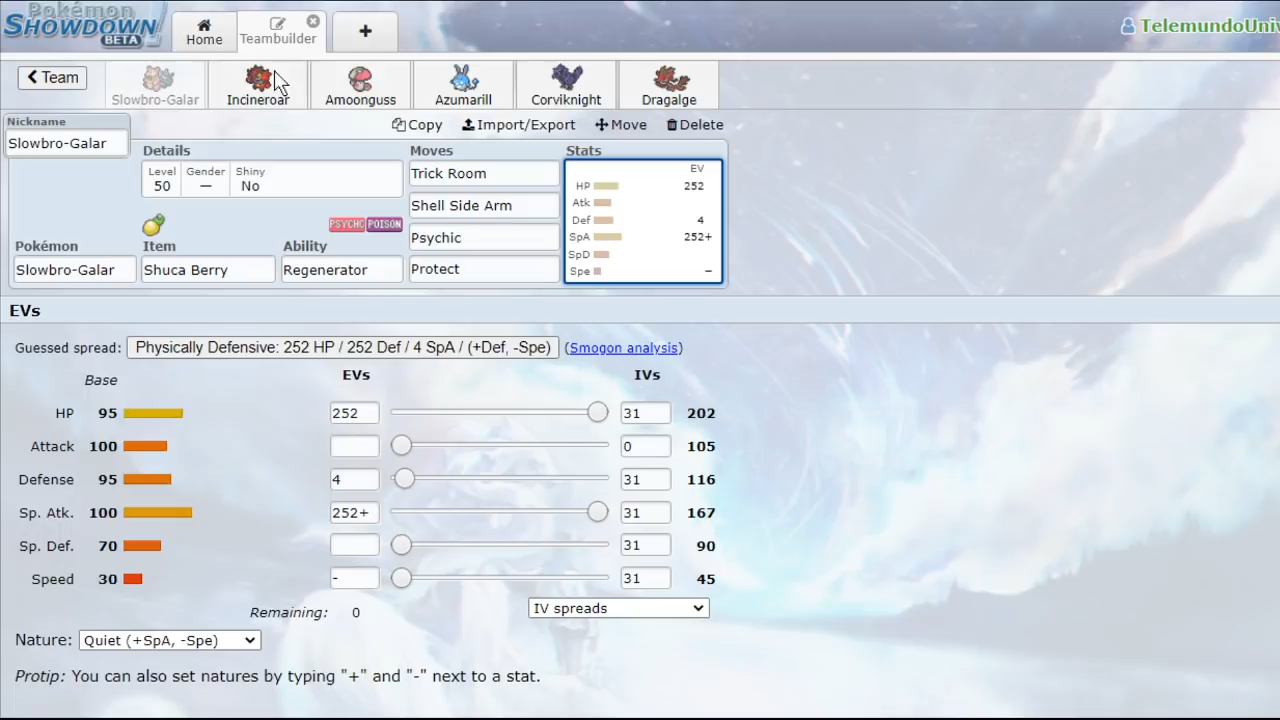 Pokémon
SHOWDOWN
BETA
Home
Teambuilder
+
TelemundoUniv
Team
Slowbro-Galar
Incineroar
Amoonguss
Azumarill
Corviknight
Dragalge
Nickname
Slowbro-Galar
Copy Import/Export Move Delete
Details
Level 50
Gender —
Shiny No
PSYCHC POISON
Pokémon
Slowbro-Galar
Item
Shuca Berry
Ability
Regenerator
Moves
Trick Room
Shell Side Arm
Psychic
Protect
Stats
EV
HP 252
Atk
Def 4
SpA 252+
SpD
Spe –
EVs
Guessed spread: Physically Defensive: 252 HP / 252 Def / 4 SpA / (+Def, -Spe) (Smogon analysis)
Base EVs IVs
HP 95 252 31 202
Attack 100 0 105
Defense 95 4 31 116
Sp. Atk. 100 252+ 31 167
Sp. Def. 70 31 90
Speed 30 - 31 45
Remaining: 0 IV spreads
Nature: Quiet (+SpA, -Spe)
Protip: You can also set natures by typing "+" and "-" next to a stat.